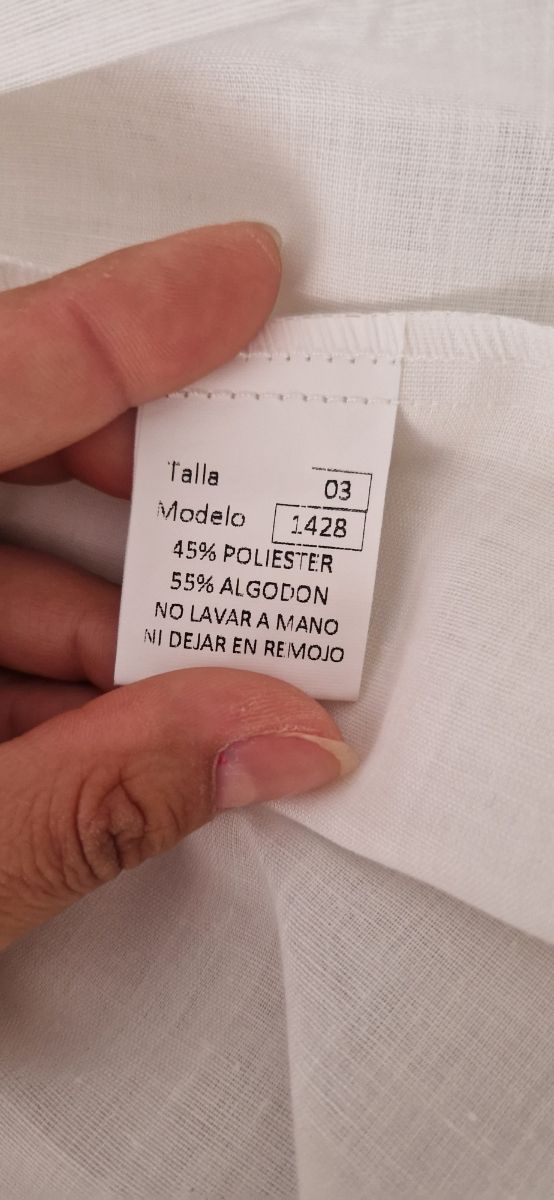 Talla 03
Modelo 1428
45% POLIESTER
55% ALGODON
NO LAVAR A MANO
NI DEJAR EN REMOJO